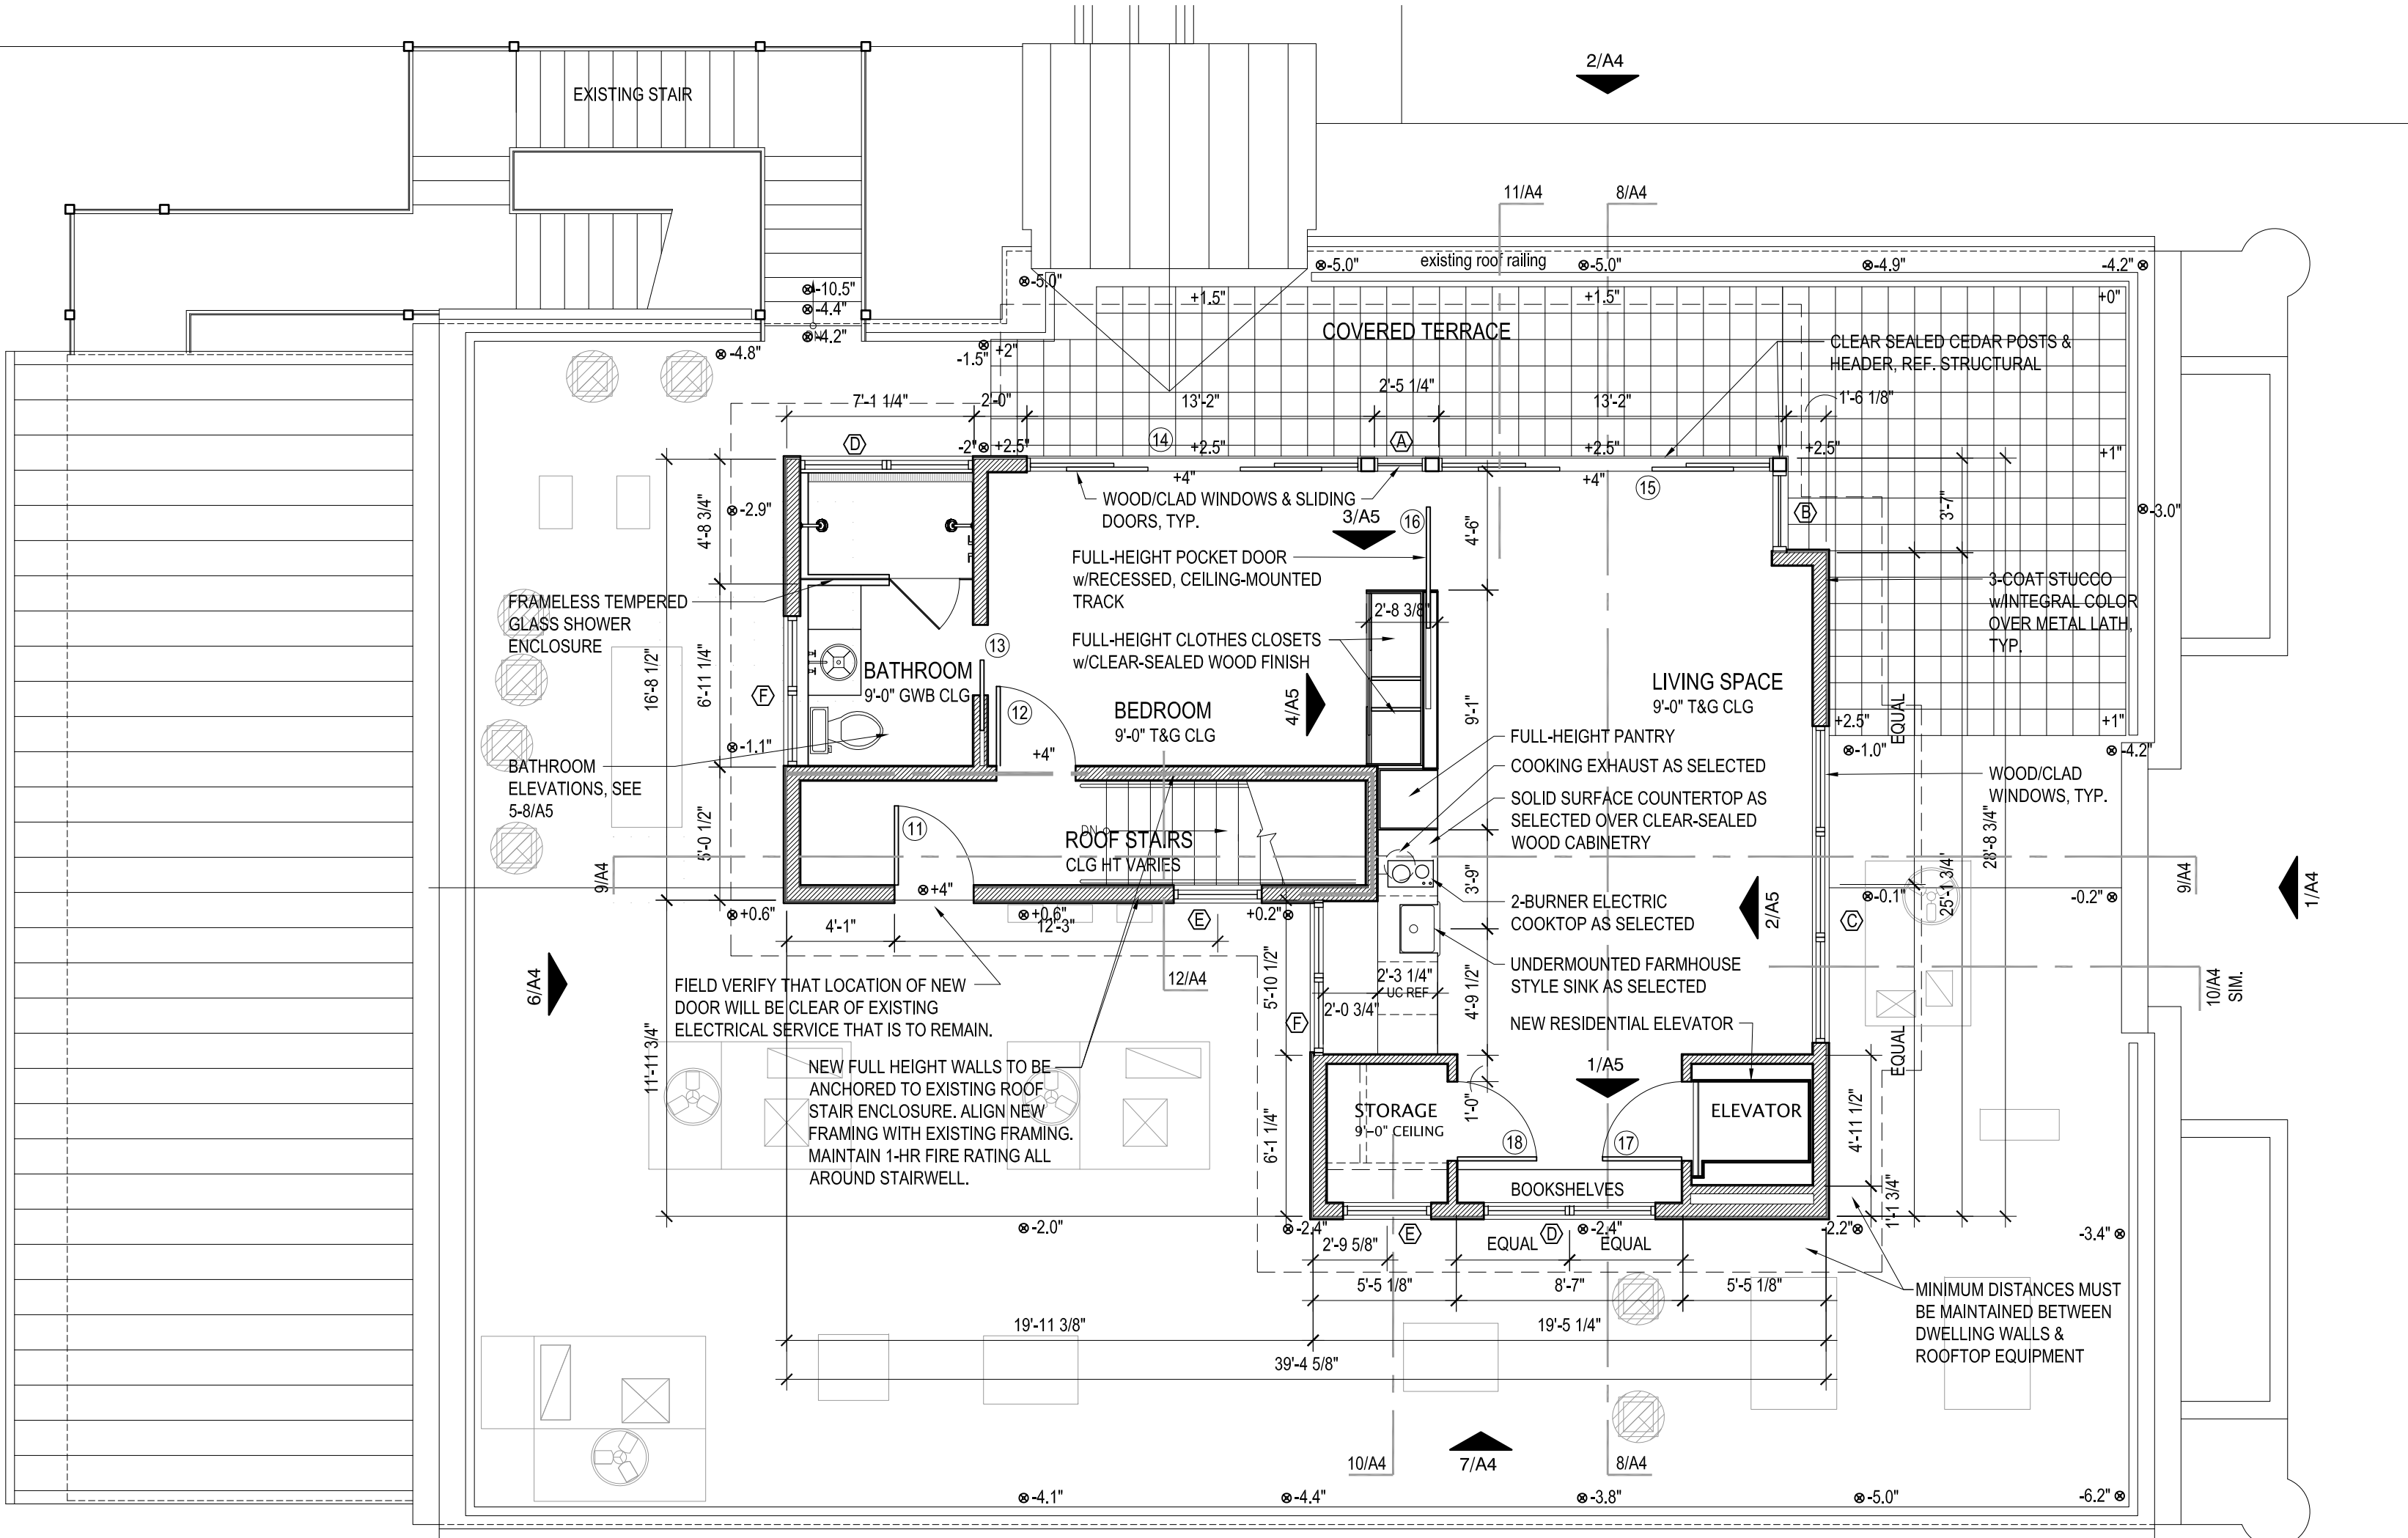 2/A4
EXISTING STAIR
11/A4
8/A4
existing roof railing
-5.0"
-5.0"
-4.9"
-4.2"
-5.0"
-10.5"
-4.4"
-4.2"
-4.8"
+1.5"
+1.5"
+0"
COVERED TERRACE
-1.5"
+2"
CLEAR SEALED CEDAR POSTS &
HEADER, REF. STRUCTURAL
7'-1 1/4"
2'-0"
13'-2"
2'-5 1/4"
13'-2"
1'-6 1/8"
D
-2"
+2.5"
14
+2.5"
A
+2.5"
+2.5"
+1"
+4"
+4"
15
WOOD/CLAD WINDOWS & SLIDING
DOORS, TYP.
3/A5
16
4'-6"
B
3'-7"
-3.0"
-2.9"
4'-8 3/4"
FULL-HEIGHT POCKET DOOR
w/RECESSED, CEILING-MOUNTED
TRACK
3-COAT STUCCO
w/INTEGRAL COLOR
OVER METAL LATH,
TYP.
FRAMELESS TEMPERED
GLASS SHOWER
ENCLOSURE
2'-8 3/8"
FULL-HEIGHT CLOTHES CLOSETS
w/CLEAR-SEALED WOOD FINISH
13
BATHROOM
9'-0" GWB CLG
16'-8 1/2"
6'-11 1/4"
F
12
BEDROOM
9'-0" T&G CLG
4/A5
9'-1"
LIVING SPACE
9'-0" T&G CLG
EQUAL
+2.5"
+1"
-1.0"
-4.2"
-1.1"
+4"
FULL-HEIGHT PANTRY
COOKING EXHAUST AS SELECTED
BATHROOM
ELEVATIONS, SEE
5-8/A5
WOOD/CLAD
WINDOWS, TYP.
SOLID SURFACE COUNTERTOP AS
SELECTED OVER CLEAR-SEALED
WOOD CABINETRY
11
DN
ROOF STAIRS
CLG HT VARIES
5'-0 1/2"
28'-8 3/4"
25'-1 3/4'
9/A4
9/A4
1/A4
3'-9"
+4"
2-BURNER ELECTRIC
COOKTOP AS SELECTED
2/A5
C
-0.1"
-0.2"
+0.6"
+0.6"
E
+0.2"
4'-1"
12'-3"
UNDERMOUNTED FARMHOUSE
STYLE SINK AS SELECTED
5'-10 1/2"
2'-3 1/4"
UC REF
2'-0 3/4"
4'-9 1/2"
6/A4
12/A4
10/A4
SIM.
FIELD VERIFY THAT LOCATION OF NEW
DOOR WILL BE CLEAR OF EXISTING
ELECTRICAL SERVICE THAT IS TO REMAIN.
F
NEW RESIDENTIAL ELEVATOR
EQUAL
11'-11 3/4"
NEW FULL HEIGHT WALLS TO BE
ANCHORED TO EXISTING ROOF
STAIR ENCLOSURE. ALIGN NEW
FRAMING WITH EXISTING FRAMING.
MAINTAIN 1-HR FIRE RATING ALL
AROUND STAIRWELL.
1/A5
STORAGE
9'-0" CEILING
1'-0"
ELEVATOR
18
17
6'-1 1/4"
4'-11 1/2"
BOOKSHELVES
1'-1 3/4"
-2.0"
-2.4"
E
D
-2.4"
-2.2"
-3.4"
2'-9 5/8"
EQUAL
EQUAL
5'-5 1/8"
8'-7"
5'-5 1/8"
MINIMUM DISTANCES MUST
BE MAINTAINED BETWEEN
DWELLING WALLS &
ROOFTOP EQUIPMENT
19'-11 3/8"
19'-5 1/4"
39'-4 5/8"
10/A4
7/A4
8/A4
-4.1"
-4.4"
-3.8"
-5.0"
-6.2"